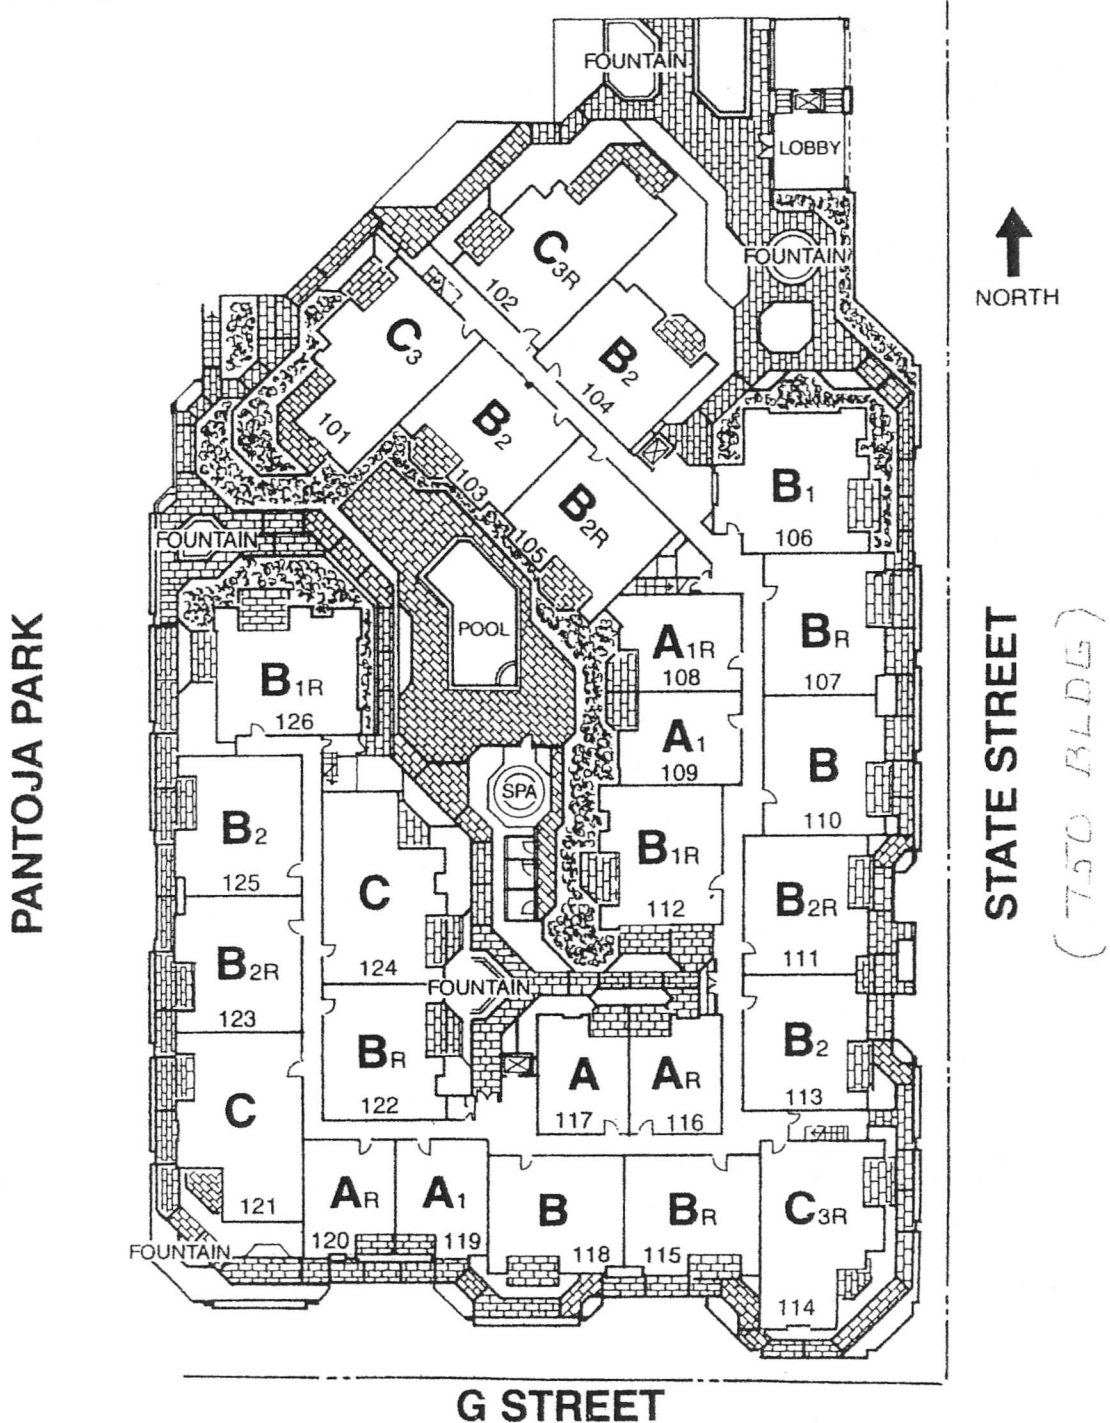 FOUNTAIN
LOBBY
FOUNTAIN
NORTH
C3R
102
C3
101
B2
104
B2
103
B2R
105
B1
106
FOUNTAIN
POOL
A1R
108
BR
107
B1R
126
A1
109
B
110
SPA
B2
125
B1R
112
C
124
B2R
111
B2R
123
FOUNTAIN
BR
122
A
117
AR
116
B2
113
C
121
AR
120
A1
119
B
118
BR
115
C3R
114
FOUNTAIN
PANTOJA PARK
STATE STREET
(750 BLDG)
G STREET